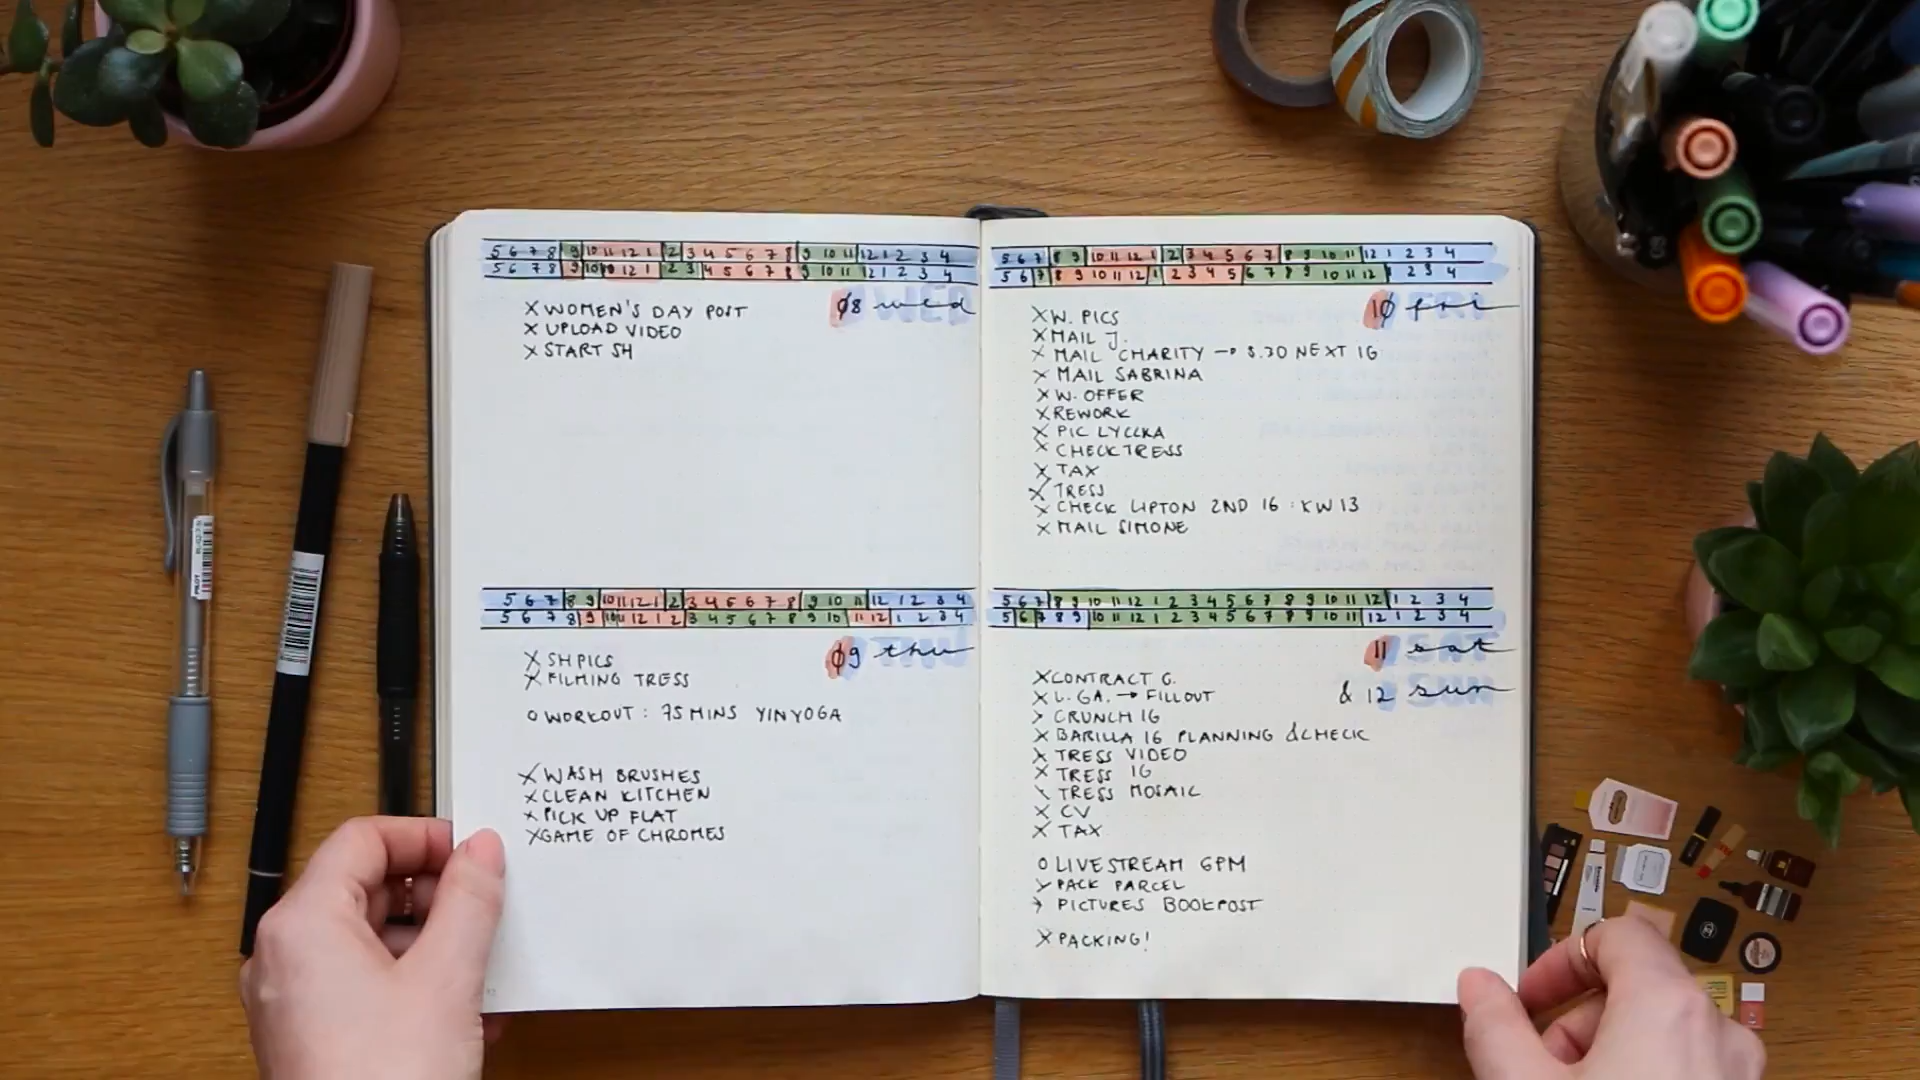 5 6 7 8 9 10 11 12 1 2 3 4 5 6 7 8 9 10 11 12 1 2 3 4
5 6 7 8 9 10 11 12 1 2 3 4 5 6 7 8 9 10 11 12 1 2 3 4
Ø8 wed
WED
X WOMEN'S DAY POST
X UPLOAD VIDEO
X START SH
5 6 7 8 9 10 11 12 1 2 3 4 5 6 7 8 9 10 11 12 1 2 3 4
5 6 7 8 9 10 11 12 1 2 3 4 5 6 7 8 9 10 11 12 1 2 3 4
Ø9 thu
THU
X SH PICS
X FILMING TRESS
O WORKOUT : 75 MINS YIN YOGA
X WASH BRUSHES
X CLEAN KITCHEN
X PICK UP FLAT
X GAME OF CHROMES
5 6 7 8 9 10 11 12 1 2 3 4 5 6 7 8 9 10 11 12 1 2 3 4
5 6 7 8 9 10 11 12 1 2 3 4 5 6 7 8 9 10 11 12 1 2 3 4
1Ø fri
FRI
X W. PICS
X MAIL J.
X MAIL CHARITY → NEXT IG
X MAIL SABRINA
X W. OFFER
X REWORK
X PIC LYCCKA
X CHECK TRESS
X TAX
X TRESS
X CHECK LIPTON 2ND IG : KW 13
X MAIL SIMONE
5 6 7 8 9 10 11 12 1 2 3 4 5 6 7 8 9 10 11 12 1 2 3 4
5 6 7 8 9 10 11 12 1 2 3 4 5 6 7 8 9 10 11 12 1 2 3 4
11 sat
SAT
& 12 sun
SUN
X CONTRACT G.
X L. GA. → FILL OUT
> CRUNCH IG
X BARILLA IG PLANNING & CHECK
X TRESS VIDEO
X TRESS IG
\ TRESS MOSAIC
X CV
X TAX
O LIVESTREAM 6PM
> PACK PARCEL
> PICTURES BOOKPOST
X PACKING!
PILOT